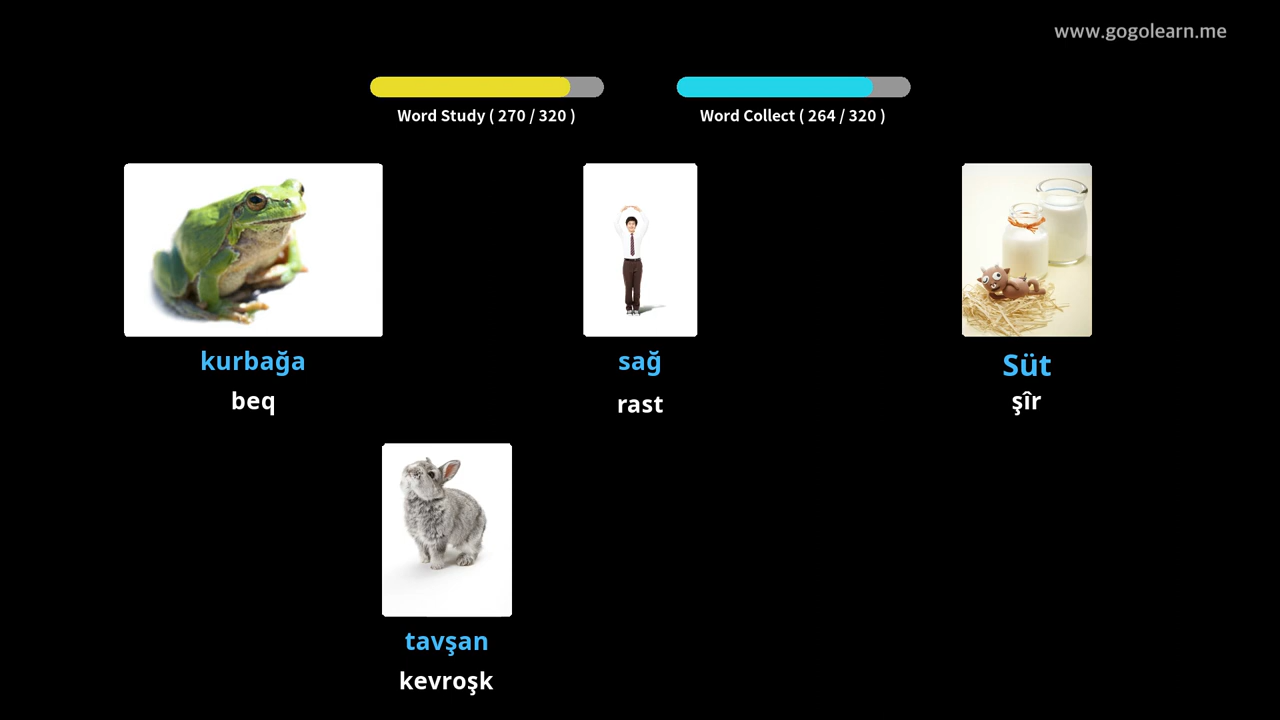 www.gogolearn.me
Word Study ( 270 / 320 )
Word Collect ( 264 / 320 )
kurbağa
beq
sağ
rast
Süt
şîr
tavşan
kevroşk